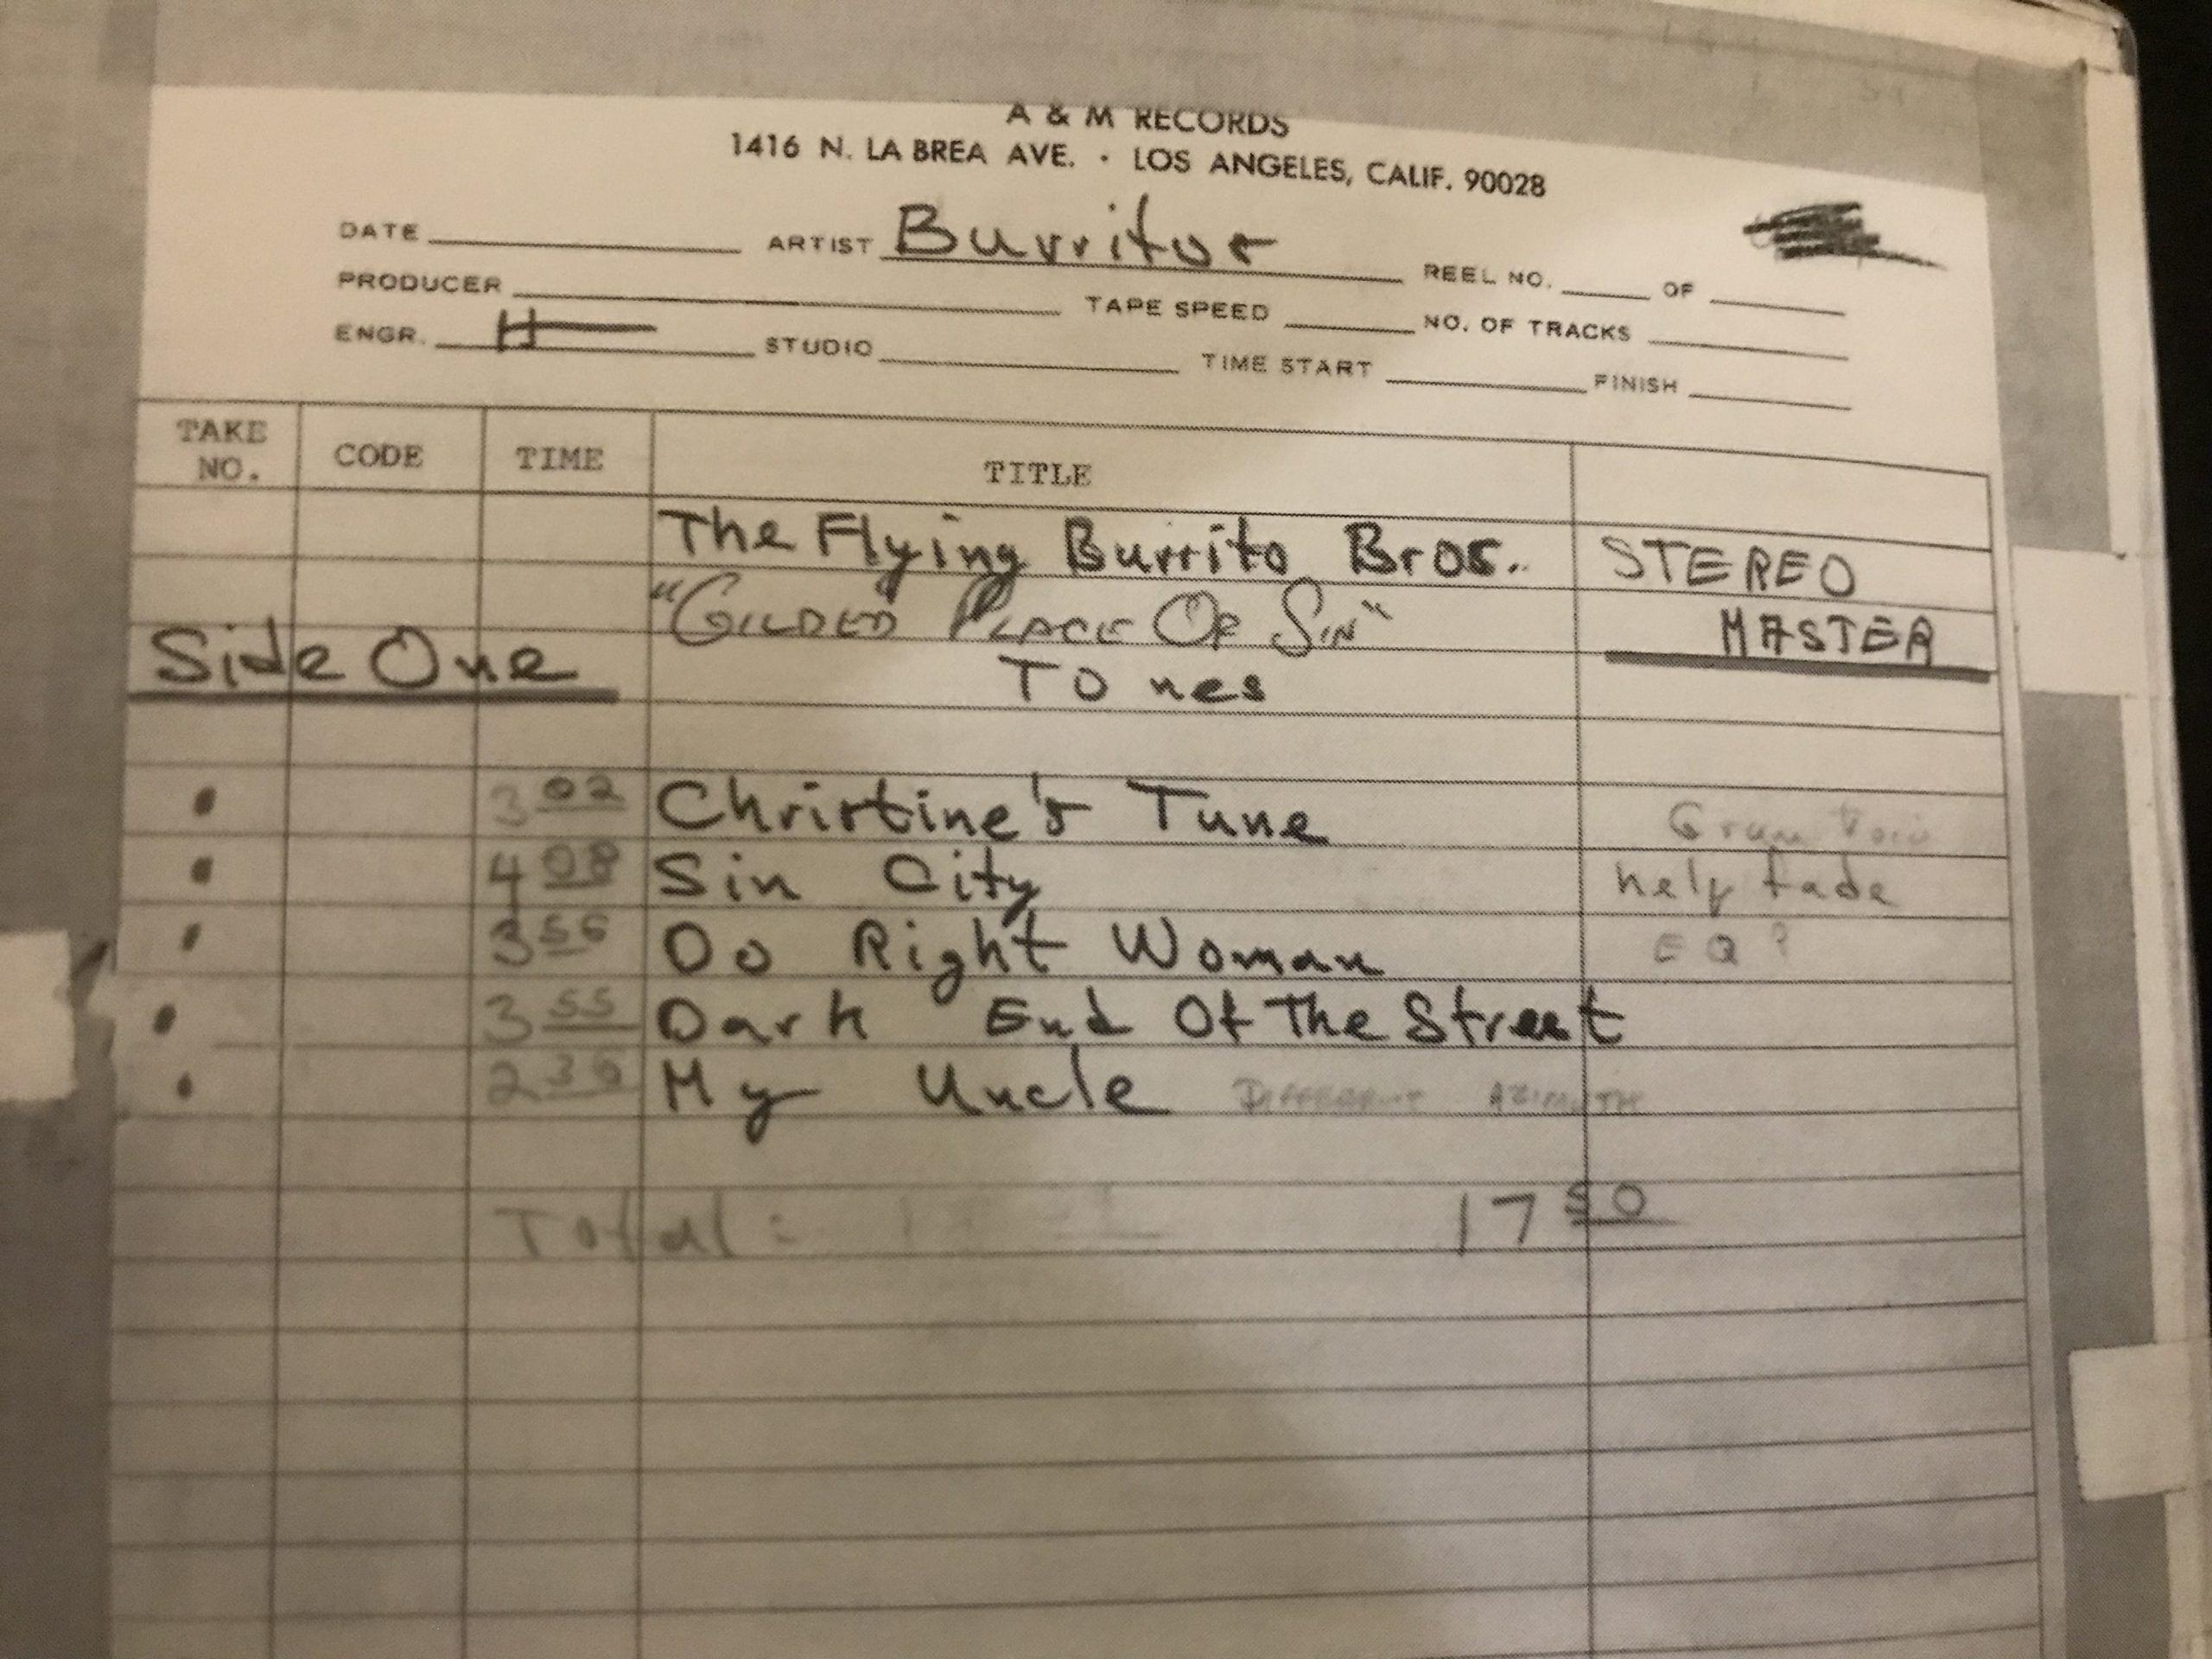 A & M RECORDS
1416 N. LA BREA AVE. • LOS ANGELES, CALIF. 90028
DATE ARTIST Burritos REEL NO. OF
PRODUCER TAPE SPEED NO. OF TRACKS
ENGR. H STUDIO TIME START FINISH
TAKE NO. CODE TIME TITLE
The Flying Burrito Bros. STEREO
"GILDED PLACE OF SIN" MASTER
Side One
TOnes
3 02 Christine's Tune Gram
4 08 Sin City help fade
3 56 Do Right Woman EQ?
3 55 Dark End Of The Street
2 36 My Uncle DIFFERENT AZIMUTH
Total: 17 50